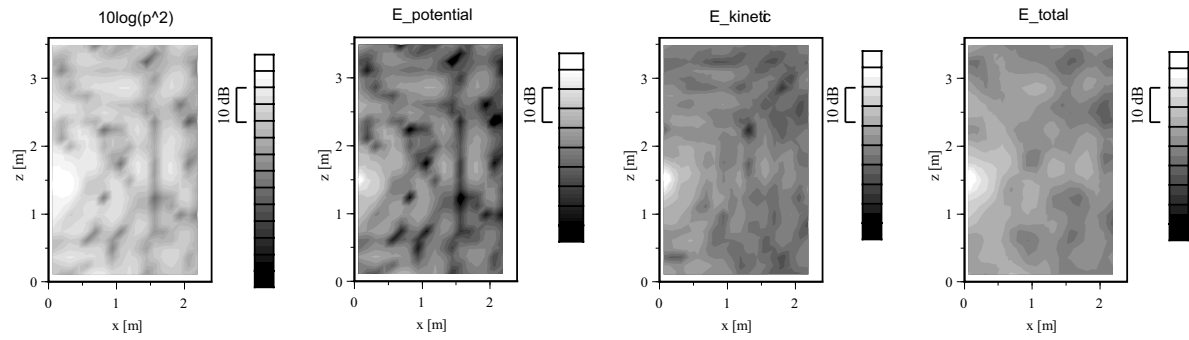 10log(p^2)
E_potential
E_kinetic
E_total
3
2
1
0
z [m]
0 1 2
x [m]
10 dB
3
2
1
0
z [m]
0 1 2
x [m]
10 dB
3
2
1
0
z [m]
0 1 2
x [m]
10 dB
3
2
1
0
z [m]
0 1 2
x [m]
10 dB